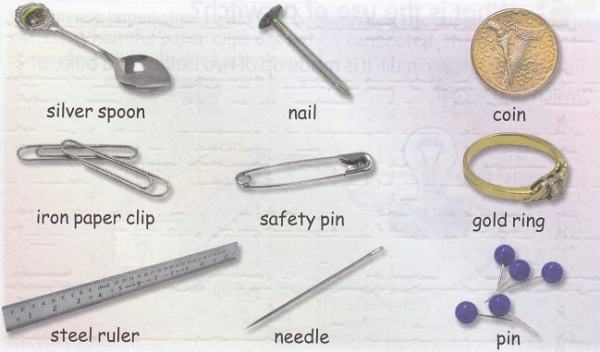 silver spoon
nail
coin
iron paper clip
safety pin
gold ring
steel ruler
needle
pin